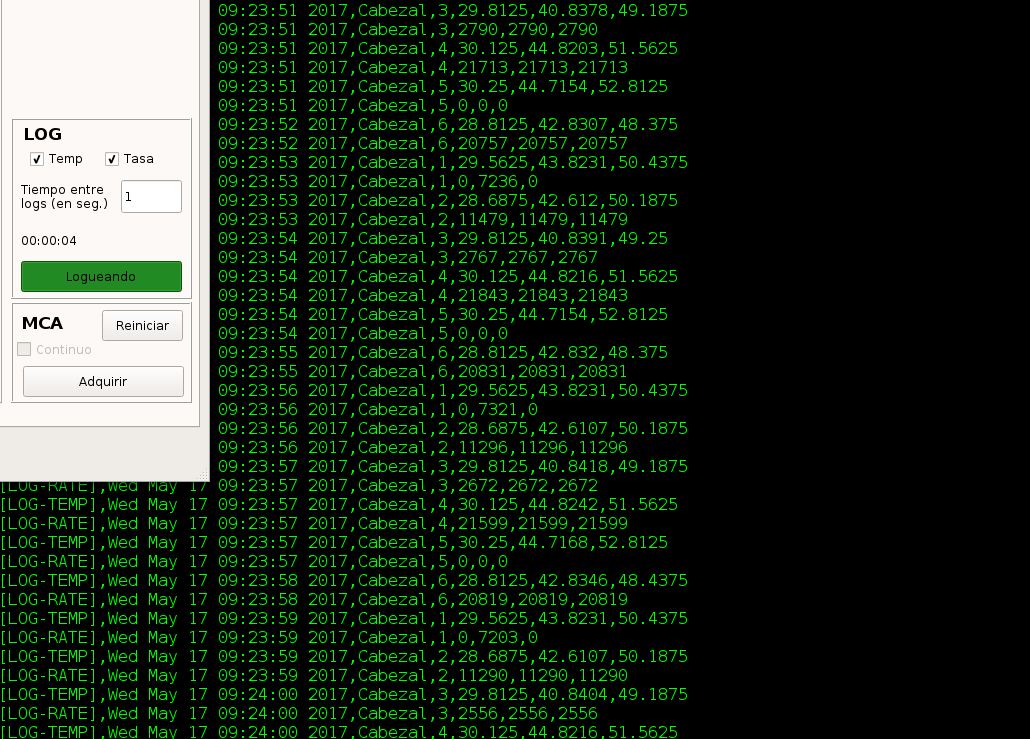 LOG
Temp
Tasa
Tiempo entre
logs (en seg.)
1
00:00:04
Logueando
MCA
Reiniciar
Continuo
Adquirir
09:23:51 2017,Cabezal,3,29.8125,40.8378,49.1875
09:23:51 2017,Cabezal,3,2790,2790,2790
09:23:51 2017,Cabezal,4,30.125,44.8203,51.5625
09:23:51 2017,Cabezal,4,21713,21713,21713
09:23:51 2017,Cabezal,5,30.25,44.7154,52.8125
09:23:51 2017,Cabezal,5,0,0,0
09:23:52 2017,Cabezal,6,28.8125,42.8307,48.375
09:23:52 2017,Cabezal,6,20757,20757,20757
09:23:53 2017,Cabezal,1,29.5625,43.8231,50.4375
09:23:53 2017,Cabezal,1,0,7236,0
09:23:53 2017,Cabezal,2,28.6875,42.612,50.1875
09:23:53 2017,Cabezal,2,11479,11479,11479
09:23:54 2017,Cabezal,3,29.8125,40.8391,49.25
09:23:54 2017,Cabezal,3,2767,2767,2767
09:23:54 2017,Cabezal,4,30.125,44.8216,51.5625
09:23:54 2017,Cabezal,4,21843,21843,21843
09:23:54 2017,Cabezal,5,30.25,44.7154,52.8125
09:23:54 2017,Cabezal,5,0,0,0
09:23:55 2017,Cabezal,6,28.8125,42.832,48.375
09:23:55 2017,Cabezal,6,20831,20831,20831
09:23:56 2017,Cabezal,1,29.5625,43.8231,50.4375
09:23:56 2017,Cabezal,1,0,7321,0
09:23:56 2017,Cabezal,2,28.6875,42.6107,50.1875
09:23:56 2017,Cabezal,2,11296,11296,11296
09:23:57 2017,Cabezal,3,29.8125,40.8418,49.1875
[LOG-RATE],Wed May 17 09:23:57 2017,Cabezal,3,2672,2672,2672
[LOG-TEMP],Wed May 17 09:23:57 2017,Cabezal,4,30.125,44.8242,51.5625
[LOG-RATE],Wed May 17 09:23:57 2017,Cabezal,4,21599,21599,21599
[LOG-TEMP],Wed May 17 09:23:57 2017,Cabezal,5,30.25,44.7168,52.8125
[LOG-RATE],Wed May 17 09:23:57 2017,Cabezal,5,0,0,0
[LOG-TEMP],Wed May 17 09:23:58 2017,Cabezal,6,28.8125,42.8346,48.4375
[LOG-RATE],Wed May 17 09:23:58 2017,Cabezal,6,20819,20819,20819
[LOG-TEMP],Wed May 17 09:23:59 2017,Cabezal,1,29.5625,43.8231,50.4375
[LOG-RATE],Wed May 17 09:23:59 2017,Cabezal,1,0,7203,0
[LOG-TEMP],Wed May 17 09:23:59 2017,Cabezal,2,28.6875,42.6107,50.1875
[LOG-RATE],Wed May 17 09:23:59 2017,Cabezal,2,11290,11290,11290
[LOG-TEMP],Wed May 17 09:24:00 2017,Cabezal,3,29.8125,40.8404,49.1875
[LOG-RATE],Wed May 17 09:24:00 2017,Cabezal,3,2556,2556,2556
[LOG-TEMP],Wed May 17 09:24:00 2017,Cabezal,4,30.125,44.8216,51.5625